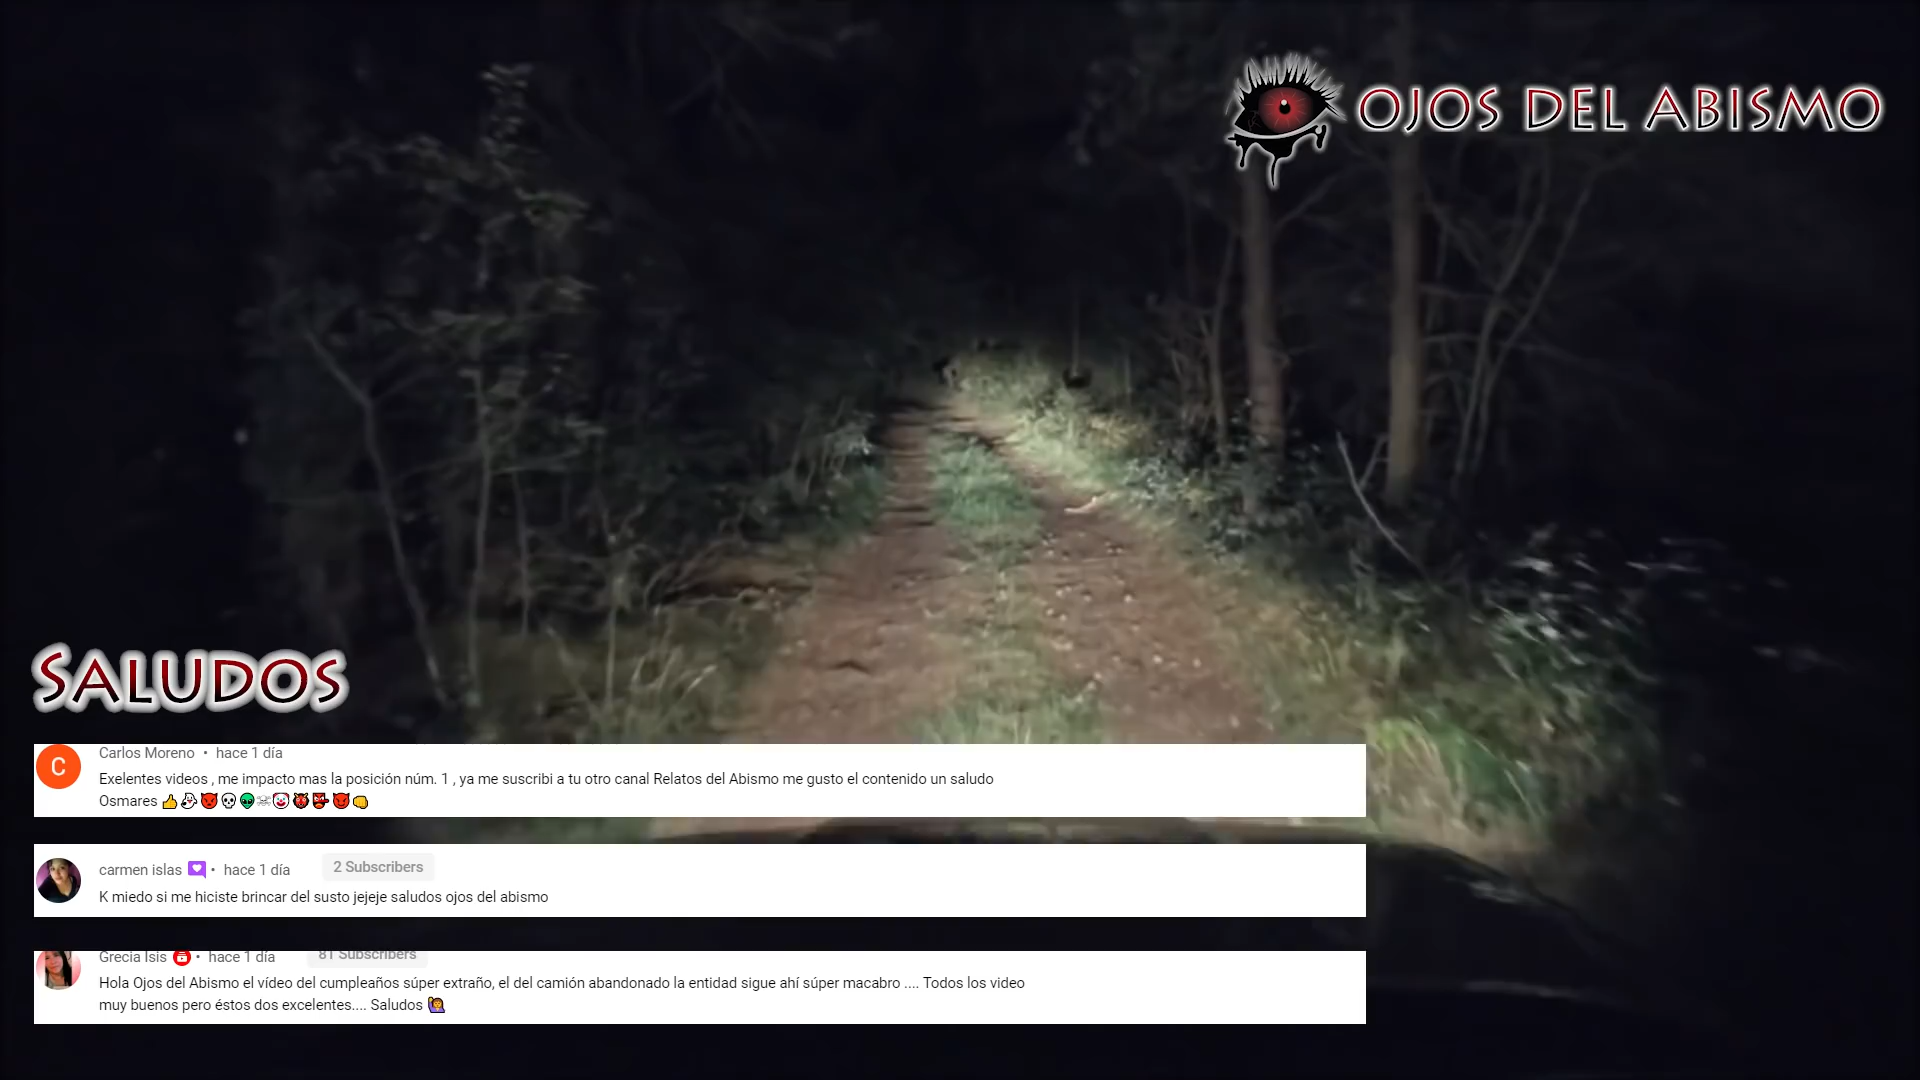 OJOS DEL ABISMO
SALUDOS
C
Carlos Moreno • hace 1 día
Exelentes videos , me impacto mas la posición núm. 1 , ya me suscribi a tu otro canal Relatos del Abismo me gusto el contenido un saludo
Osmares 👍👻👿💀👽☠🤡👹👺😈👊
carmen islas • hace 1 día 2 Subscribers
K miedo si me hiciste brincar del susto jejeje saludos ojos del abismo
Grecia Isis • hace 1 día 81 Subscribers
Hola Ojos del Abismo el vídeo del cumpleaños súper extraño, el del camión abandonado la entidad sigue ahí súper macabro .... Todos los video
muy buenos pero éstos dos excelentes.... Saludos 🙋